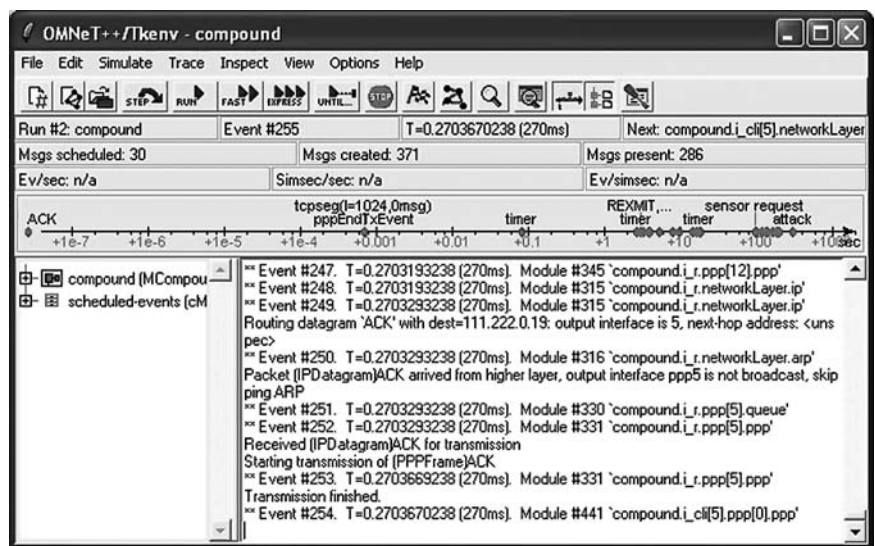 OMNeT++/Tkenv - compound
File Edit Simulate Trace Inspect View Options Help
STEP RUN FAST EXPRESS UNTIL... STOP
Run #2: compound Event #255 T=0.2703670238 (270ms) Next: compound.i_cli[5].networkLayer
Msgs scheduled: 30 Msgs created: 371 Msgs present: 286
Ev/sec: n/a Simsec/sec: n/a Ev/simsec: n/a
tcpseg(l=1024,0msg) REXMIT,... sensor request
ACK pppEndTxEvent timer timer timer attack
+1e-7 +1e-6 +1e-5 +1e-4 +0.001 +0.01 +0.1 +1 +10 +100 sec
compound (MCompou
scheduled-events (cM
** Event #247. T=0.2703193238 (270ms). Module #345 `compound.i_r.ppp[12].ppp'
** Event #248. T=0.2703193238 (270ms). Module #315 `compound.i_r.networkLayer.ip'
** Event #249. T=0.2703293238 (270ms). Module #315 `compound.i_r.networkLayer.ip'
Routing datagram `ACK' with dest=111.222.0.19: output interface is 5, next-hop address: <uns
pec>
** Event #250. T=0.2703293238 (270ms). Module #316 `compound.i_r.networkLayer.arp'
Packet (IPDatagram)ACK arrived from higher layer, output interface ppp5 is not broadcast, skip
ping ARP
** Event #251. T=0.2703293238 (270ms). Module #330 `compound.i_r.ppp[5].queue'
** Event #252. T=0.2703293238 (270ms). Module #331 `compound.i_r.ppp[5].ppp'
Received (IPDatagram)ACK for transmission
Starting transmission of (PPPFrame)ACK
** Event #253. T=0.2703669238 (270ms). Module #331 `compound.i_r.ppp[5].ppp'
Transmission finished.
** Event #254. T=0.2703670238 (270ms). Module #441 `compound.i_cli[5].ppp[0].ppp'